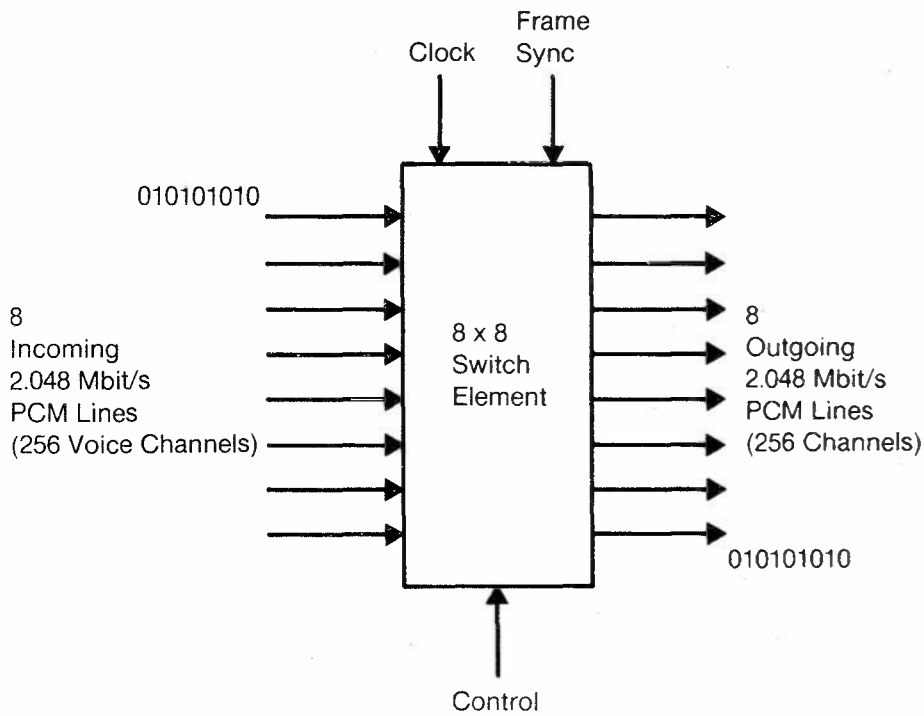 Clock
Frame
Sync
010101010
8
Incoming
2.048 Mbit/s
PCM Lines
(256 Voice Channels)
8 x 8
Switch
Element
8
Outgoing
2.048 Mbit/s
PCM Lines
(256 Channels)
010101010
Control